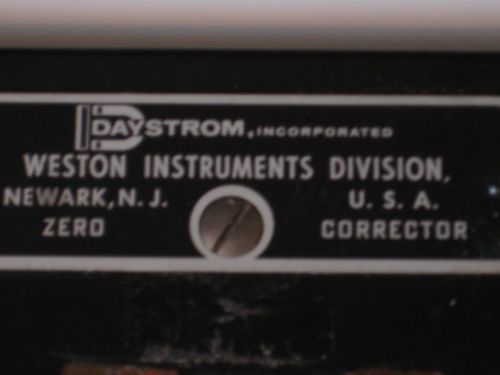 DAYSTROM, INCORPORATED
WESTON INSTRUMENTS DIVISION,
NEWARK, N. J. U. S. A.
ZERO CORRECTOR